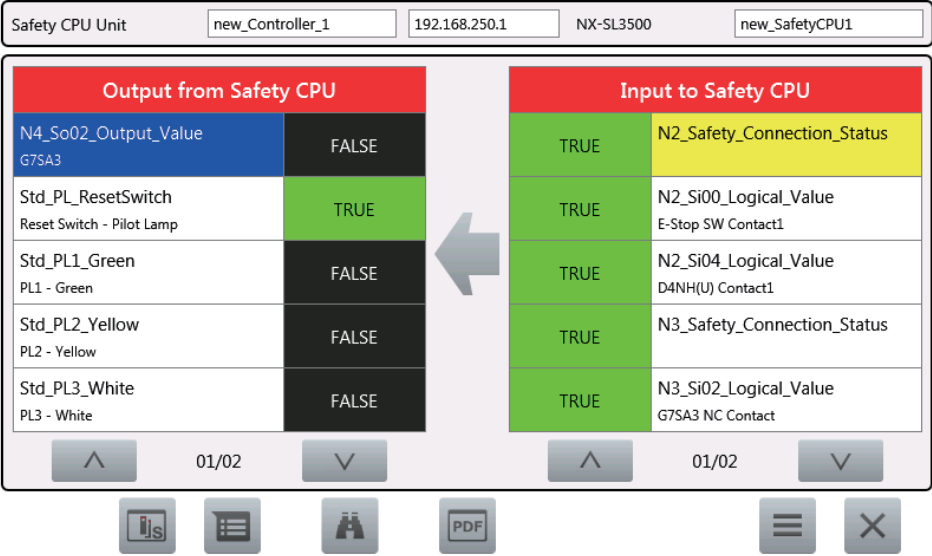 Safety CPU Unit new_Controller_1 192.168.250.1 NX-SL3500 new_SafetyCPU1
Output from Safety CPU
N4_So02_Output_Value FALSE
G7SA3
Std_PL_ResetSwitch TRUE
Reset Switch - Pilot Lamp
Std_PL1_Green FALSE
PL1 - Green
Std_PL2_Yellow FALSE
PL2 - Yellow
Std_PL3_White FALSE
PL3 - White
01/02
Input to Safety CPU
TRUE N2_Safety_Connection_Status
TRUE N2_Si00_Logical_Value
E-Stop SW Contact1
TRUE N2_Si04_Logical_Value
D4NH(U) Contact1
TRUE N3_Safety_Connection_Status
TRUE N3_Si02_Logical_Value
G7SA3 NC Contact
01/02
PDF